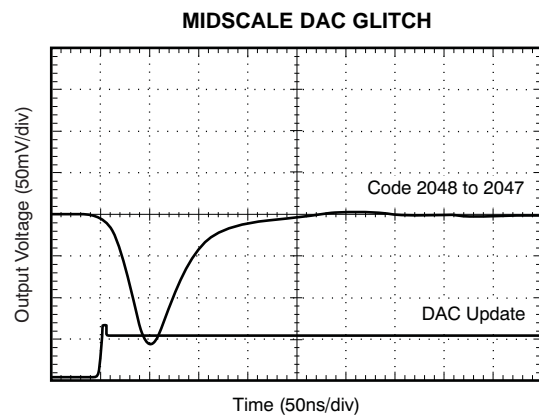 MIDSCALE DAC GLITCH
Output Voltage (50mV/div)
Code 2048 to 2047
DAC Update
Time (50ns/div)